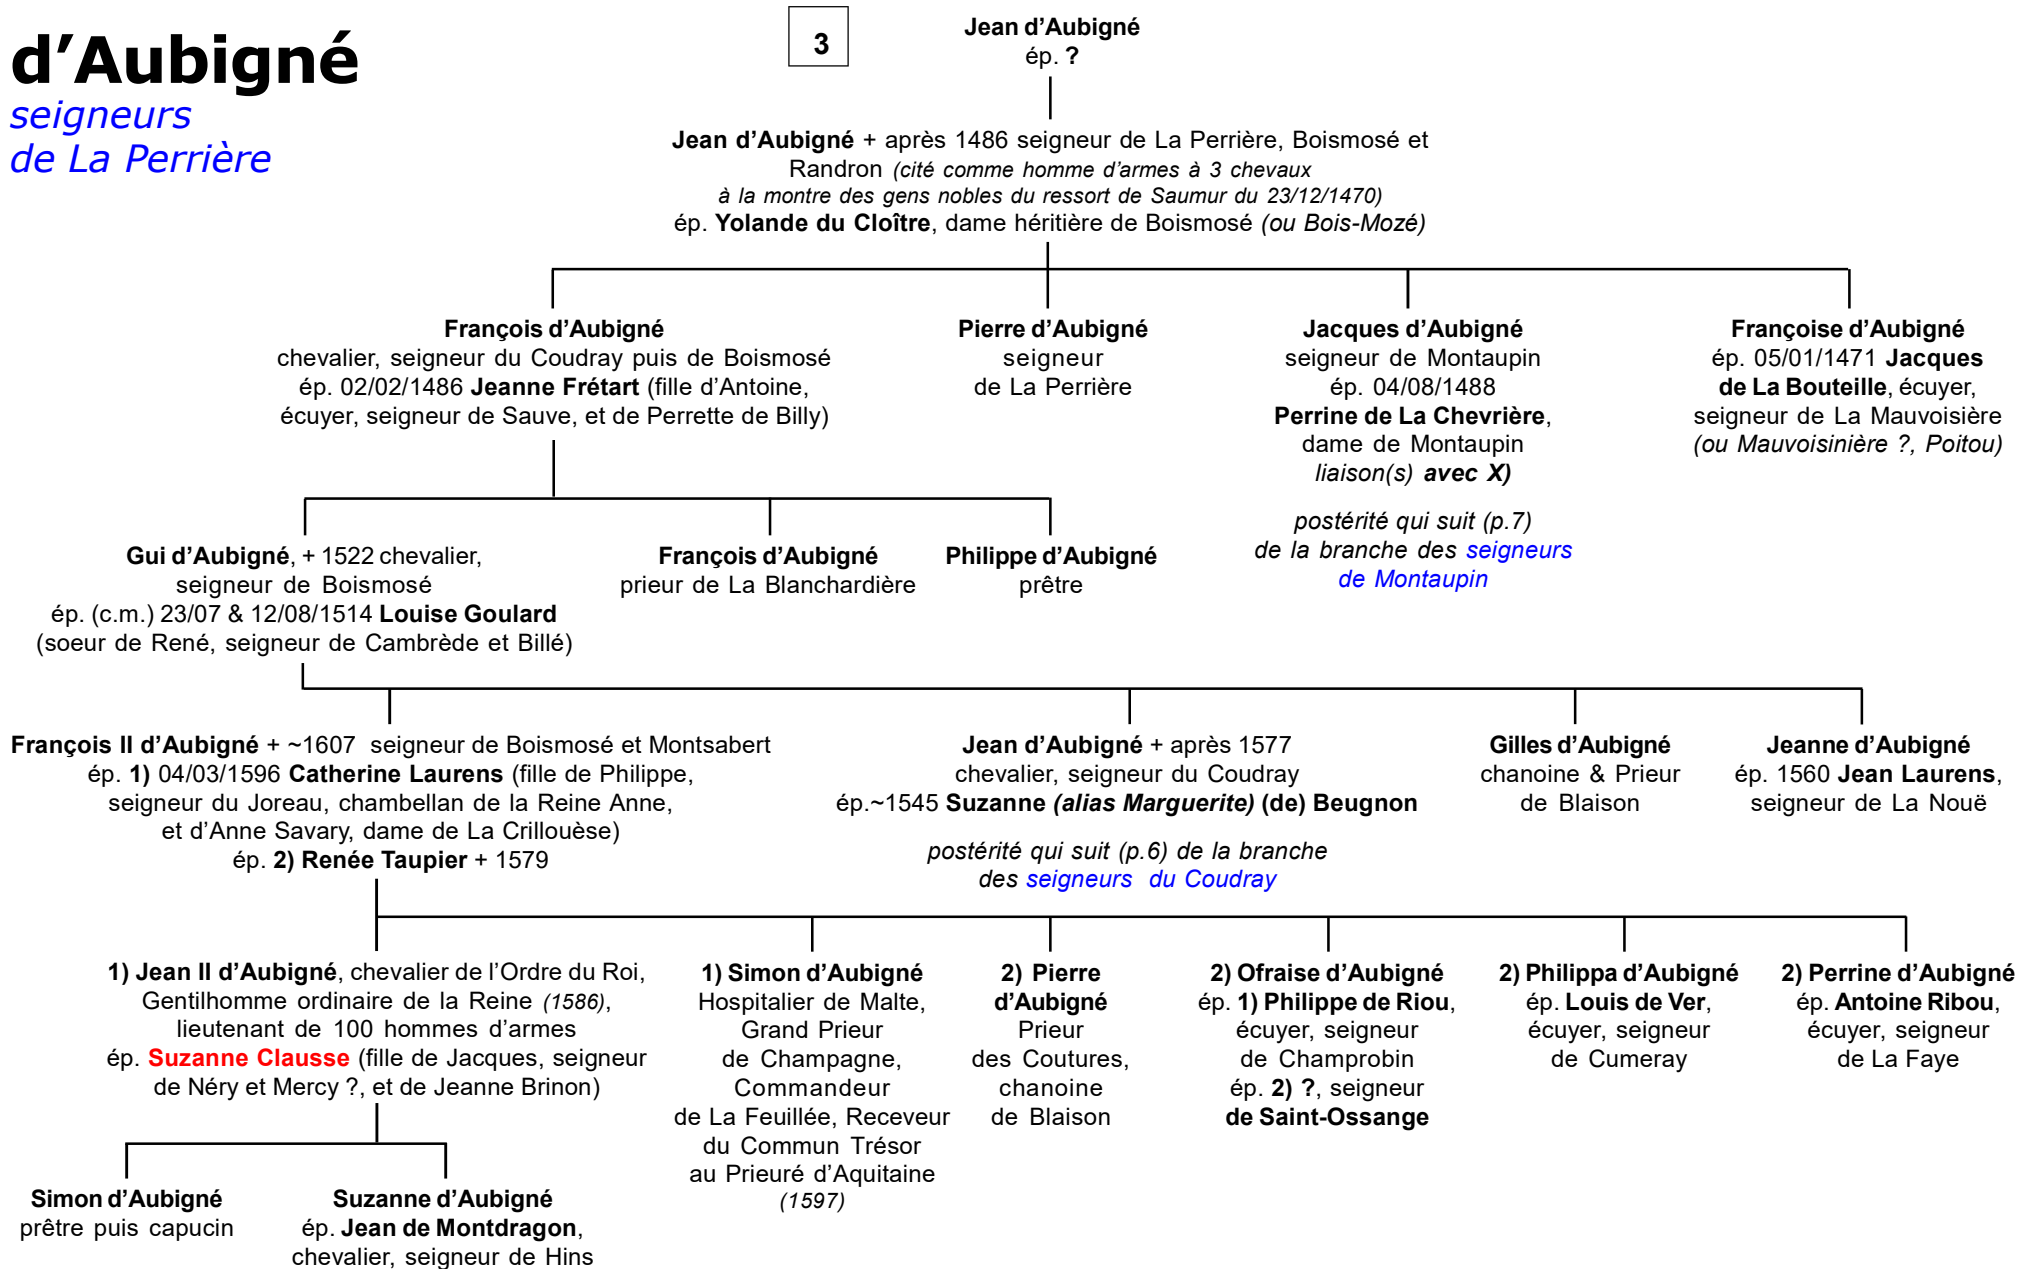 d’Aubigné
seigneurs
de La Perrière
3
Jean d’Aubigné
ép. ?
Jean d’Aubigné + après 1486 seigneur de La Perrière, Boismosé et
Randron (cité comme homme d’armes à 3 chevaux
à la montre des gens nobles du ressort de Saumur du 23/12/1470)
ép. Yolande du Cloître, dame héritière de Boismosé (ou Bois-Mozé)
François d’Aubigné
chevalier, seigneur du Coudray puis de Boismosé
ép. 02/02/1486 Jeanne Frétart (fille d’Antoine,
écuyer, seigneur de Sauve, et de Perrette de Billy)
Pierre d’Aubigné
seigneur
de La Perrière
Jacques d’Aubigné
seigneur de Montaupin
ép. 04/08/1488
Perrine de La Chevrière,
dame de Montaupin
liaison(s) avec X)
postérité qui suit (p.7)
de la branche des seigneurs
de Montaupin
Françoise d’Aubigné
ép. 05/01/1471 Jacques
de La Bouteille, écuyer,
seigneur de La Mauvoisière
(ou Mauvoisinière ?, Poitou)
Gui d’Aubigné, + 1522 chevalier,
seigneur de Boismosé
ép. (c.m.) 23/07 & 12/08/1514 Louise Goulard
(soeur de René, seigneur de Cambrède et Billé)
François d’Aubigné
prieur de La Blanchardière
Philippe d’Aubigné
prêtre
François II d’Aubigné + ~1607 seigneur de Boismosé et Montsabert
ép. 1) 04/03/1596 Catherine Laurens (fille de Philippe,
seigneur du Joreau, chambellan de la Reine Anne,
et d’Anne Savary, dame de La Crillouèse)
ép. 2) Renée Taupier + 1579
Jean d’Aubigné + après 1577
chevalier, seigneur du Coudray
ép.~1545 Suzanne (alias Marguerite) (de) Beugnon
postérité qui suit (p.6) de la branche
des seigneurs du Coudray
Gilles d’Aubigné
chanoine & Prieur
de Blaison
Jeanne d’Aubigné
ép. 1560 Jean Laurens,
seigneur de La Nouë
1) Jean II d’Aubigné, chevalier de l’Ordre du Roi,
Gentilhomme ordinaire de la Reine (1586),
lieutenant de 100 hommes d’armes
ép. Suzanne Clausse (fille de Jacques, seigneur
de Néry et Mercy ?, et de Jeanne Brinon)
1) Simon d’Aubigné
Hospitalier de Malte,
Grand Prieur
de Champagne,
Commandeur
de La Feuillée, Receveur
du Commun Trésor
au Prieuré d’Aquitaine
(1597)
2) Pierre
d’Aubigné
Prieur
des Coutures,
chanoine
de Blaison
2) Ofraise d’Aubigné
ép. 1) Philippe de Riou,
écuyer, seigneur
de Champrobin
ép. 2) ?, seigneur
de Saint-Ossange
2) Philippa d’Aubigné
ép. Louis de Ver,
écuyer, seigneur
de Cumeray
2) Perrine d’Aubigné
ép. Antoine Ribou,
écuyer, seigneur
de La Faye
Simon d’Aubigné
prêtre puis capucin
Suzanne d’Aubigné
ép. Jean de Montdragon,
chevalier, seigneur de Hins